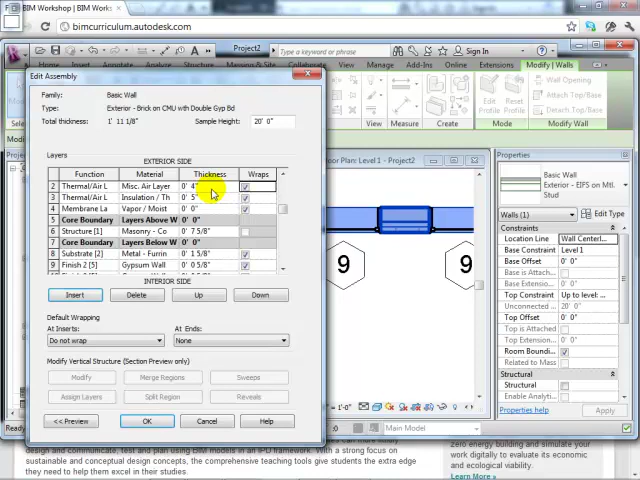 BIM Workshop | BIM Works
bimcurriculum.autodesk.com
Project2
Type a keyword or phrase
Sign In
Home Insert Annotate Analyze Massing & Site Collaborate View Manage Add-Ins Extensions Modify | Walls
Edit Profile
Reset Profile
Wall Opening
Attach Top/Base
Detach Top/Base
Modify Wall
Edit Assembly
Family: Basic Wall
Type: Exterior - Brick on CMU wth Double Gyp Bd
Total thickness: 1' 11 1/8" Sample Height: 20' 0"
Layers
EXTERIOR SIDE
Function Material Thickness Wraps
2 Thermal/Air L Misc. Air Layer 0' 4"
3 Thermal/Air L Insulation / Th 0' 5"
4 Membrane La Vapor / Moist 0' 0"
5 Core Boundary Layers Above W 0' 0"
6 Structure [1] Masonry - Co 0' 7 5/8"
7 Core Boundary Layers Below W 0' 0"
8 Substrate [2] Metal - Furrin 0' 1 5/8"
9 Finish 2 [5] Gypsum Wall 0' 0 5/8"
INTERIOR SIDE
Insert Delete Up Down
Default Wrapping
At Inserts: At Ends:
Do not wrap None
Modify Vertical Structure (Section Preview only)
Modify Merge Regions Sweeps
Assign Layers Split Region Reveals
<< Preview OK Cancel Help
Floor Plan: Level 1 - Project2
9 9
= 1'-0"
:0 Main Model
Properties
Basic Wall
Exterior - EIFS on Mtl. Stud
Walls (1) Edit Type
Constraints
Location Line Wall Centerl...
Base Constraint Level 1
Base Offset 0' 0"
Base is Attach...
Base Extensio...
Top Constraint Up to level: ...
Unconnected ... 20' 0"
Top Offset 0' 0"
Top is Attache...
Top Extension...
Room Boundi...
Related to Mass
Structural
Structural
Enable Analyti...
Properties help Apply
design and communicate, test and plan using BIM in an IPD framework. With a strong focus on
sustainable and conceptual design concepts, the comprehensive teaching tools give students the extra edge
they need to help them excel in their studies.
zero energy building and simulate your
work digitally to evaluate its economic
and ecological viability.
Learn More »